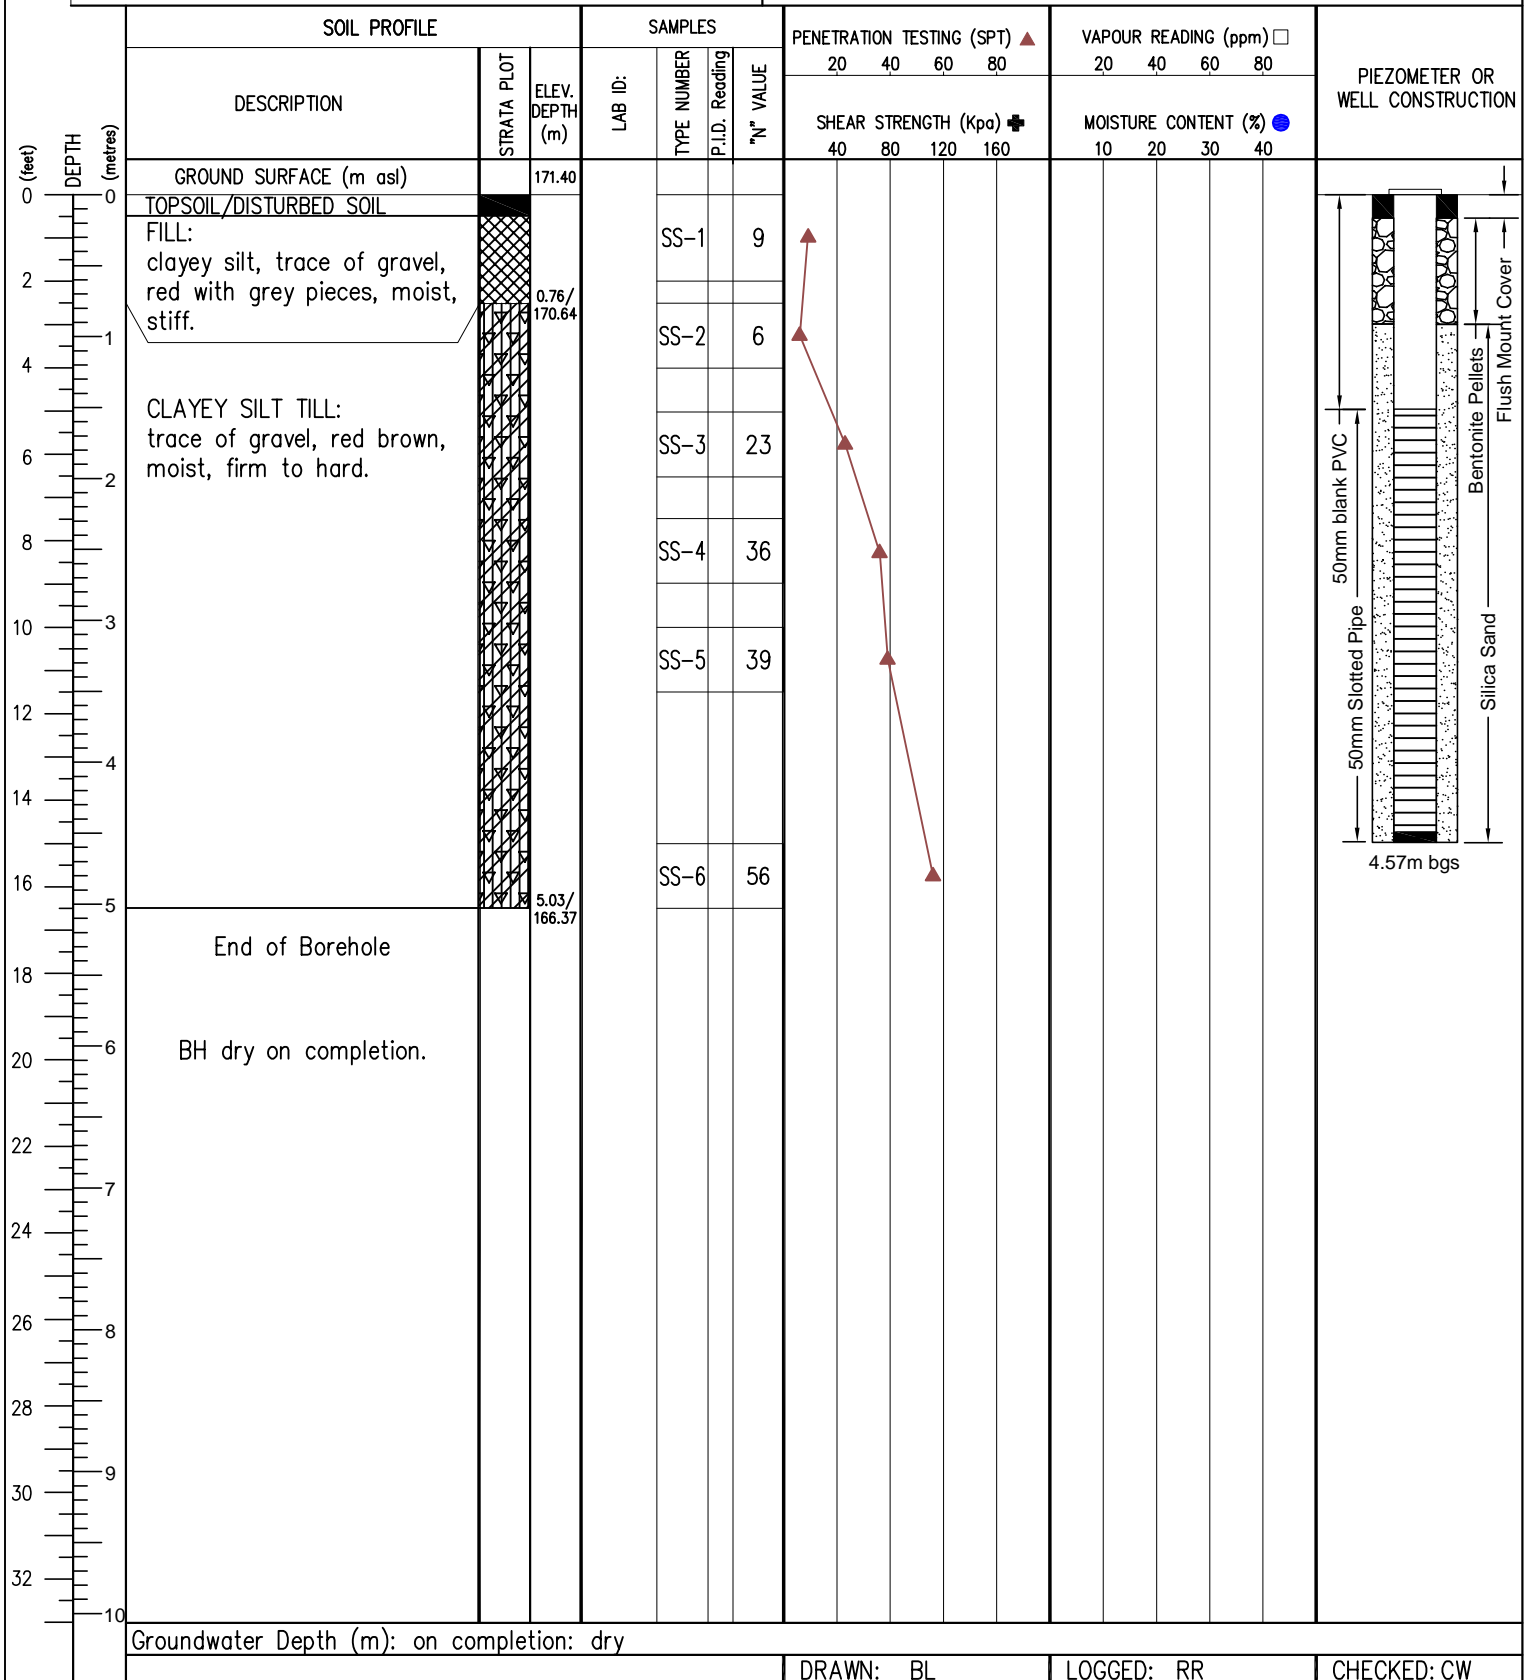 SOIL PROFILE
SAMPLES
PENETRATION TESTING (SPT)
20 40 60 80
VAPOUR READING (ppm)
20 40 60 80
PIEZOMETER OR
WELL CONSTRUCTION
(feet)
DEPTH
(metres)
DESCRIPTION
STRATA PLOT
ELEV.
DEPTH
(m)
LAB ID:
TYPE NUMBER
P.I.D. Reading
"N" VALUE
SHEAR STRENGTH (Kpa)
40 80 120 160
MOISTURE CONTENT (%)
10 20 30 40
GROUND SURFACE (m asl)
171.40
0
0
TOPSOIL/DISTURBED SOIL
FILL:
clayey silt, trace of gravel,
red with grey pieces, moist,
stiff.
SS-1 9
2
0.76/
170.64
1
SS-2 6
4
CLAYEY SILT TILL:
trace of gravel, red brown,
moist, firm to hard.
SS-3 23
6
2
8
SS-4 36
10
3
SS-5 39
12
4
14
16
SS-6 56
5
5.03/
166.37
End of Borehole
18
BH dry on completion.
6
20
22
7
24
26
8
28
9
30
32
10
50mm blank PVC
50mm Slotted Pipe
Bentonite Pellets
Flush Mount Cover
Silica Sand
4.57m bgs
Groundwater Depth (m): on completion: dry
DRAWN: BL
LOGGED: RR
CHECKED: CW